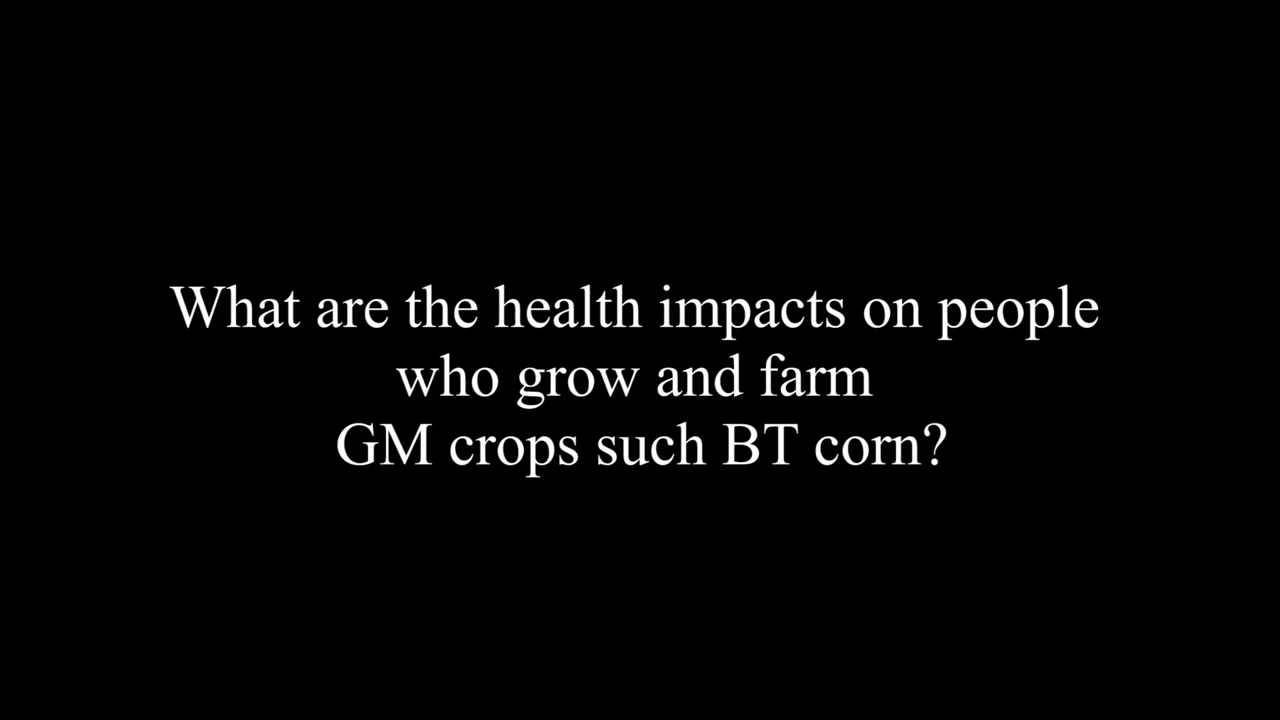 What are the health impacts on people
who grow and farm
GM crops such BT corn?